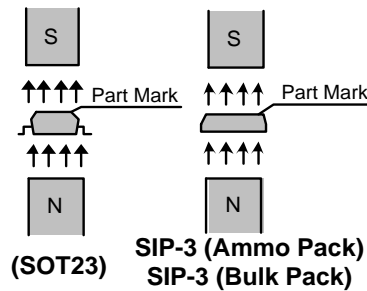 S
S
Part Mark
Part Mark
N
N
(SOT23)
SIP-3 (Ammo Pack)
SIP-3 (Bulk Pack)